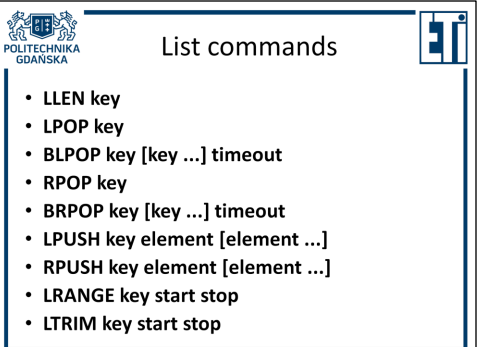 POLITECHNIKA
GDAŃSKA
List commands
ETI
• LLEN key
• LPOP key
• BLPOP key [key ...] timeout
• RPOP key
• BRPOP key [key ...] timeout
• LPUSH key element [element ...]
• RPUSH key element [element ...]
• LRANGE key start stop
• LTRIM key start stop